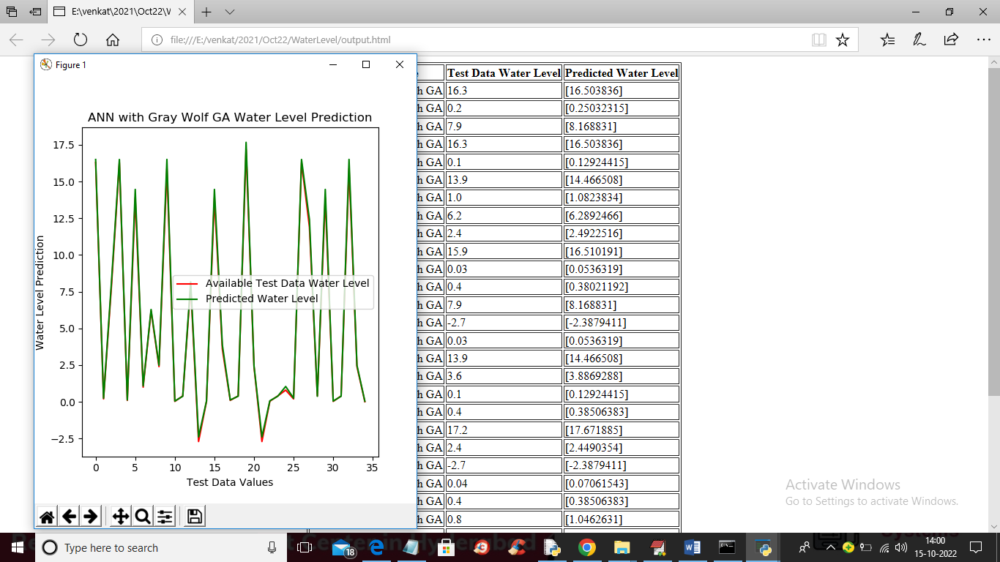 E:\venkat\2021\Oct22\W
file:///E:/venkat/2021/Oct22/WaterLevel/output.html
Figure 1
ANN with Gray Wolf GA Water Level Prediction
Water Level Prediction
17.5
15.0
12.5
10.0
7.5
5.0
2.5
0.0
−2.5
Available Test Data Water Level
Predicted Water Level
0 5 10 15 20 25 30 35
Test Data Values
Test Data Water Level Predicted Water Level
h GA 16.3 [16.503836]
h GA 0.2 [0.25032315]
h GA 7.9 [8.168831]
h GA 16.3 [16.503836]
h GA 0.1 [0.12924415]
h GA 13.9 [14.466508]
h GA 1.0 [1.0823834]
h GA 6.2 [6.2892466]
h GA 2.4 [2.4922516]
h GA 15.9 [16.510191]
h GA 0.03 [0.0536319]
h GA 0.4 [0.38021192]
h GA 7.9 [8.168831]
h GA -2.7 [-2.3879411]
h GA 0.03 [0.0536319]
h GA 13.9 [14.466508]
h GA 3.6 [3.8869288]
h GA 0.1 [0.12924415]
h GA 0.4 [0.38506383]
h GA 17.2 [17.671885]
h GA 2.4 [2.4490354]
h GA -2.7 [-2.3879411]
h GA 0.04 [0.07061543]
h GA 0.4 [0.38506383]
h GA 0.8 [1.0462631]
Activate Windows
Go to Settings to activate Windows.
Type here to search
18
14:00
15-10-2022